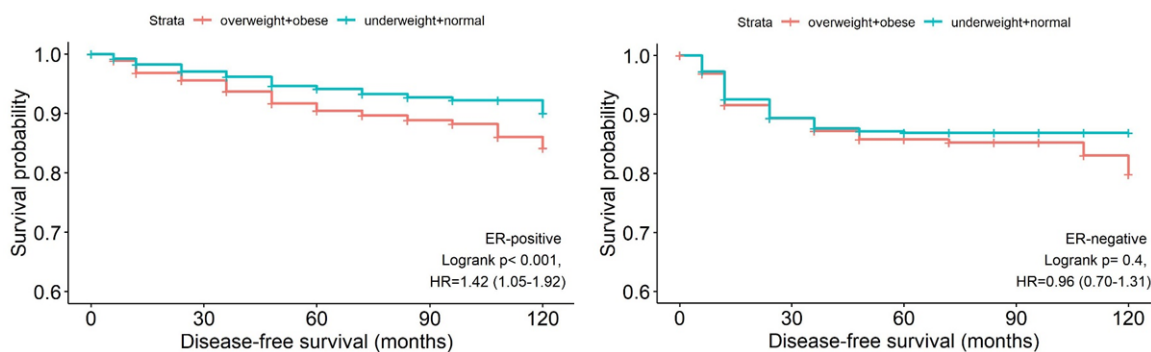 Strata overweight+obese underweight+normal
Survival probability
1.0
0.9
0.8
0.7
0.6
ER-positive
Logrank p< 0.001,
HR=1.42 (1.05-1.92)
0 30 60 90 120
Disease-free survival (months)
Strata overweight+obese underweight+normal
Survival probability
1.0
0.9
0.8
0.7
0.6
ER-negative
Logrank p= 0.4,
HR=0.96 (0.70-1.31)
0 30 60 90 120
Disease-free survival (months)